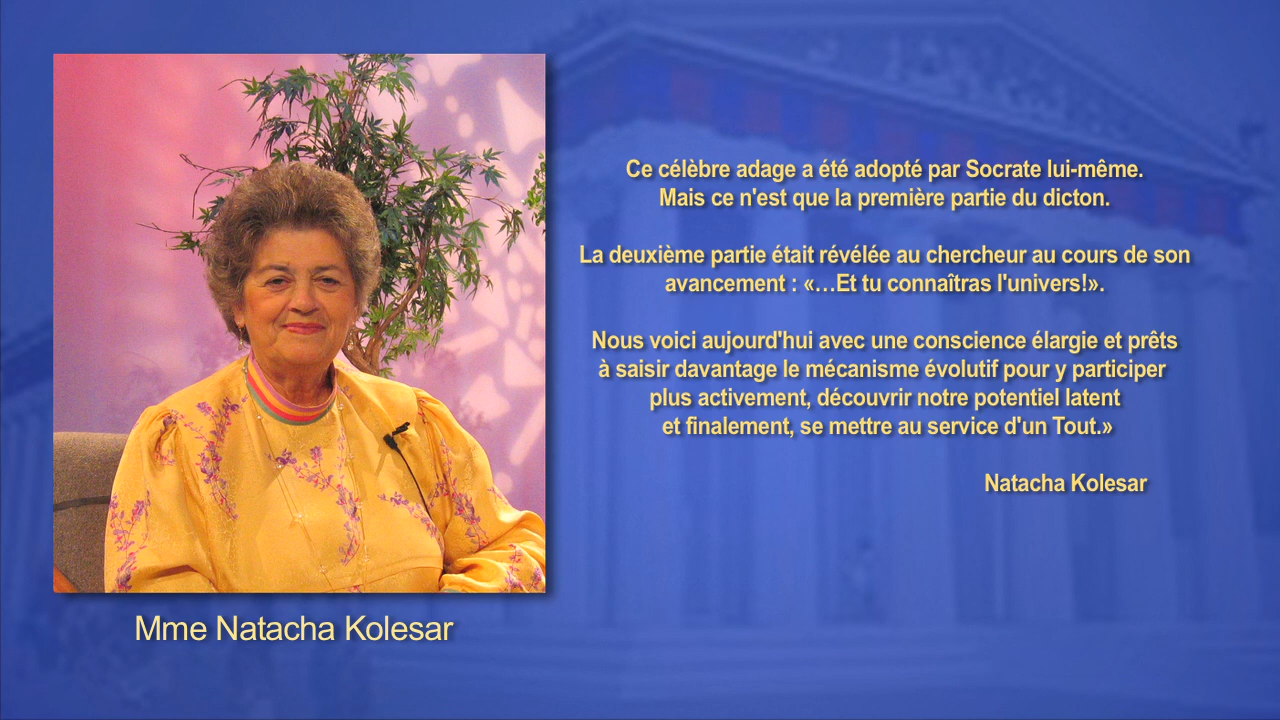 Ce célèbre adage a été adopté par Socrate lui-même.
Mais ce n'est que la première partie du dicton.
La deuxième partie était révélée au chercheur au cours de son
avancement : «…Et tu connaîtras l'univers!».
Nous voici aujourd'hui avec une conscience élargie et prêts
à saisir davantage le mécanisme évolutif pour y participer
plus activement, découvrir notre potentiel latent
et finalement, se mettre au service d'un Tout.»
Natacha Kolesar
Mme Natacha Kolesar